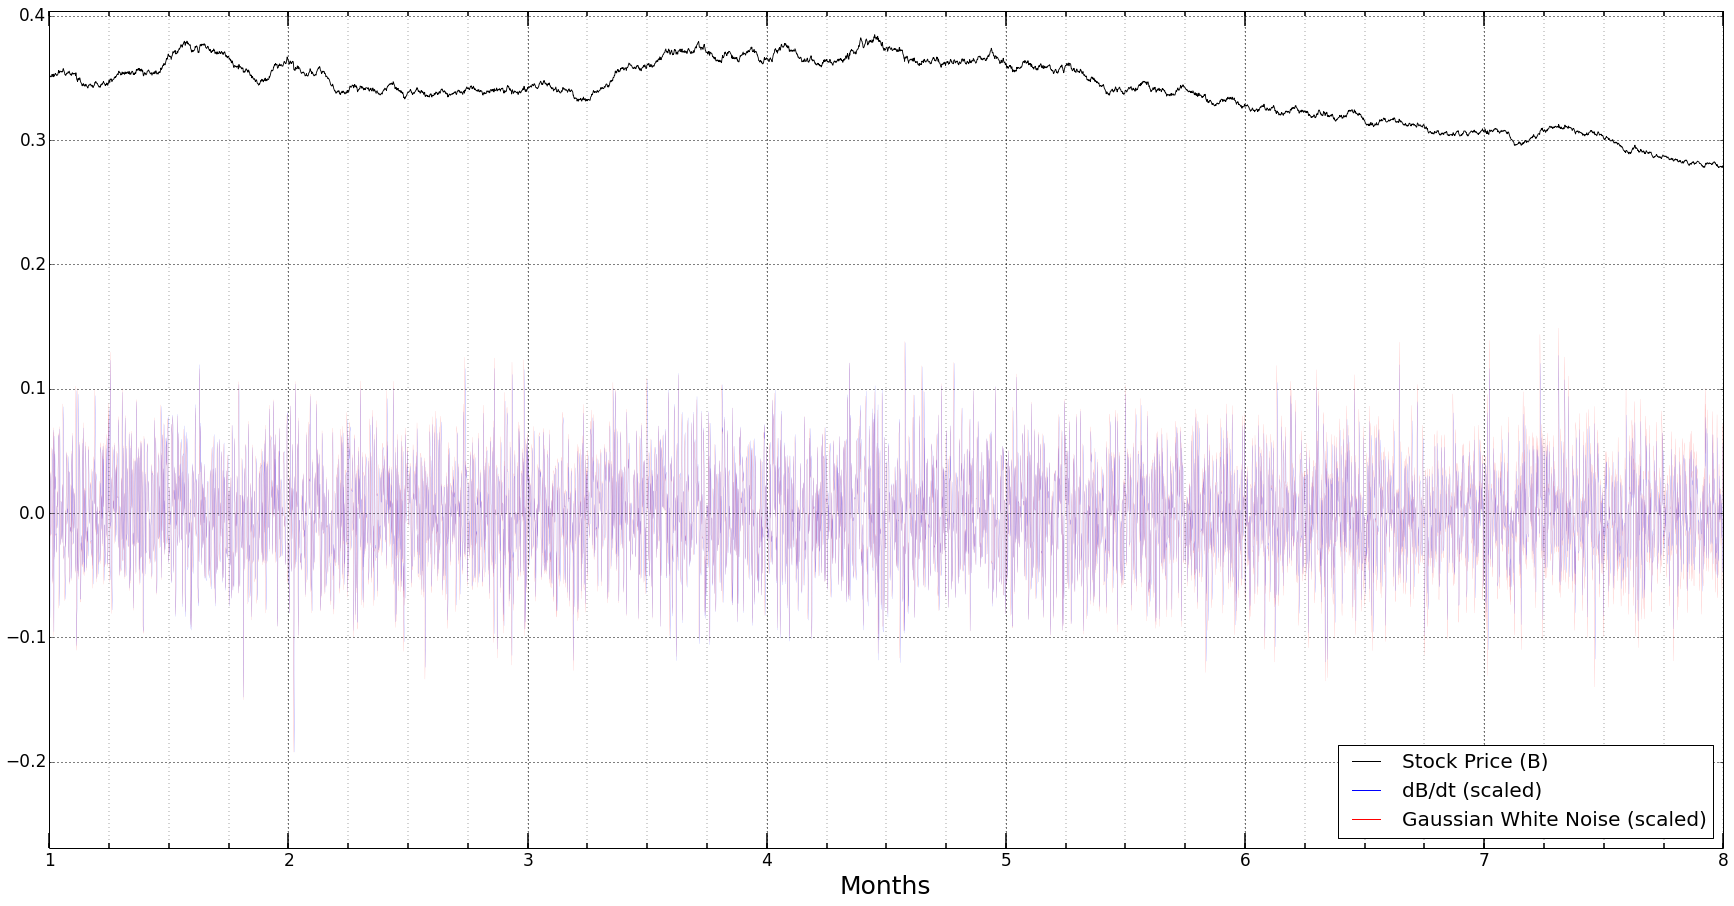 0.4
0.3
0.2
0.1
0.0
−0.1
−0.2
1 2 3 4 5 6 7 8
Months
Stock Price (B)
dB/dt (scaled)
Gaussian White Noise (scaled)